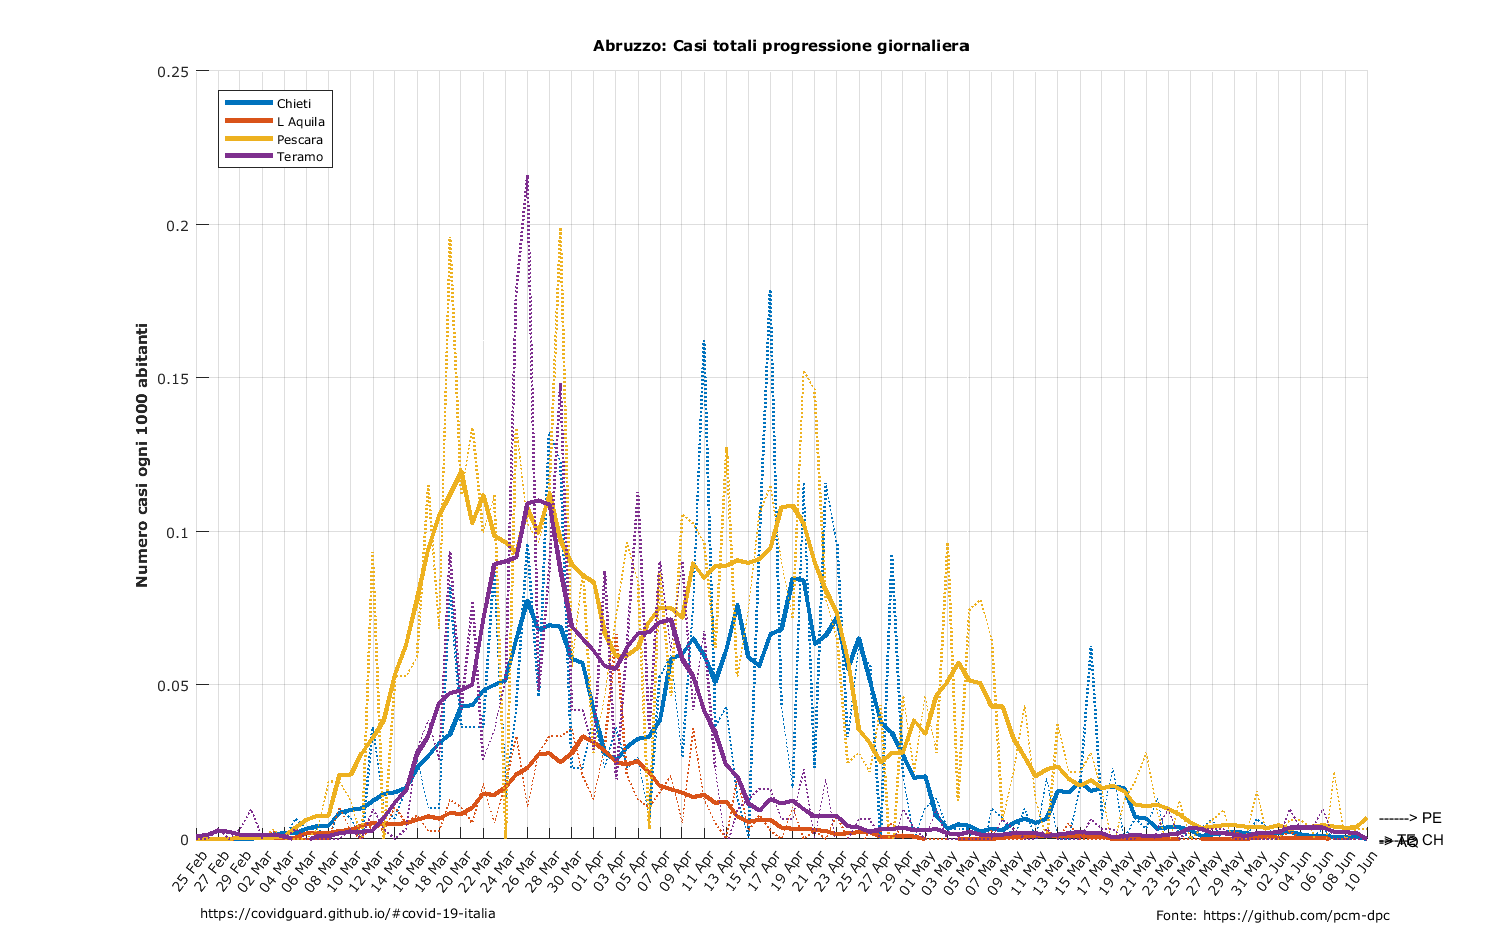 Abruzzo: Casi totali progressione giornaliera
Numero casi ogni 1000 abitanti
0.25
0.2
0.15
0.1
0.05
0
Chieti
L Aquila
Pescara
Teramo
25 Feb
27 Feb
29 Feb
02 Mar
04 Mar
06 Mar
08 Mar
10 Mar
12 Mar
14 Mar
16 Mar
18 Mar
20 Mar
22 Mar
24 Mar
26 Mar
28 Mar
30 Mar
01 Apr
03 Apr
05 Apr
07 Apr
09 Apr
11 Apr
13 Apr
15 Apr
17 Apr
19 Apr
21 Apr
23 Apr
25 Apr
27 Apr
29 Apr
01 May
03 May
05 May
07 May
09 May
11 May
13 May
15 May
17 May
19 May
21 May
23 May
25 May
27 May
29 May
31 May
02 Jun
04 Jun
06 Jun
08 Jun
10 Jun
------> PE
CH
https://covidguard.github.io/#covid-19-italia
Fonte: https://github.com/pcm-dpc